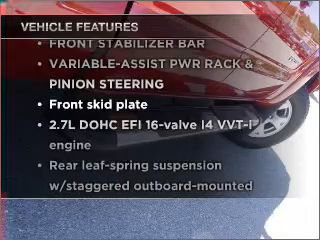 VEHICLE FEATURES
• FRONT STABILIZER BAR
• VARIABLE-ASSIST PWR RACK &
PINION STEERING
• Front skid plate
• 2.7L DOHC EFI 16-valve I4 VVT-i
engine
• Rear leaf-spring suspension
w/staggered outboard-mounted